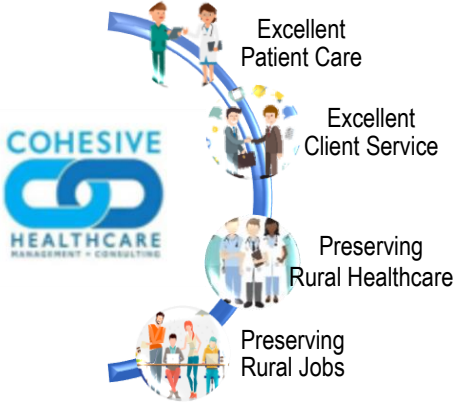 Excellent
Patient Care
Excellent
Client Service
COHESIVE
HEALTHCARE
MANAGEMENT + CONSULTING
Preserving
Rural Healthcare
Preserving
Rural Jobs